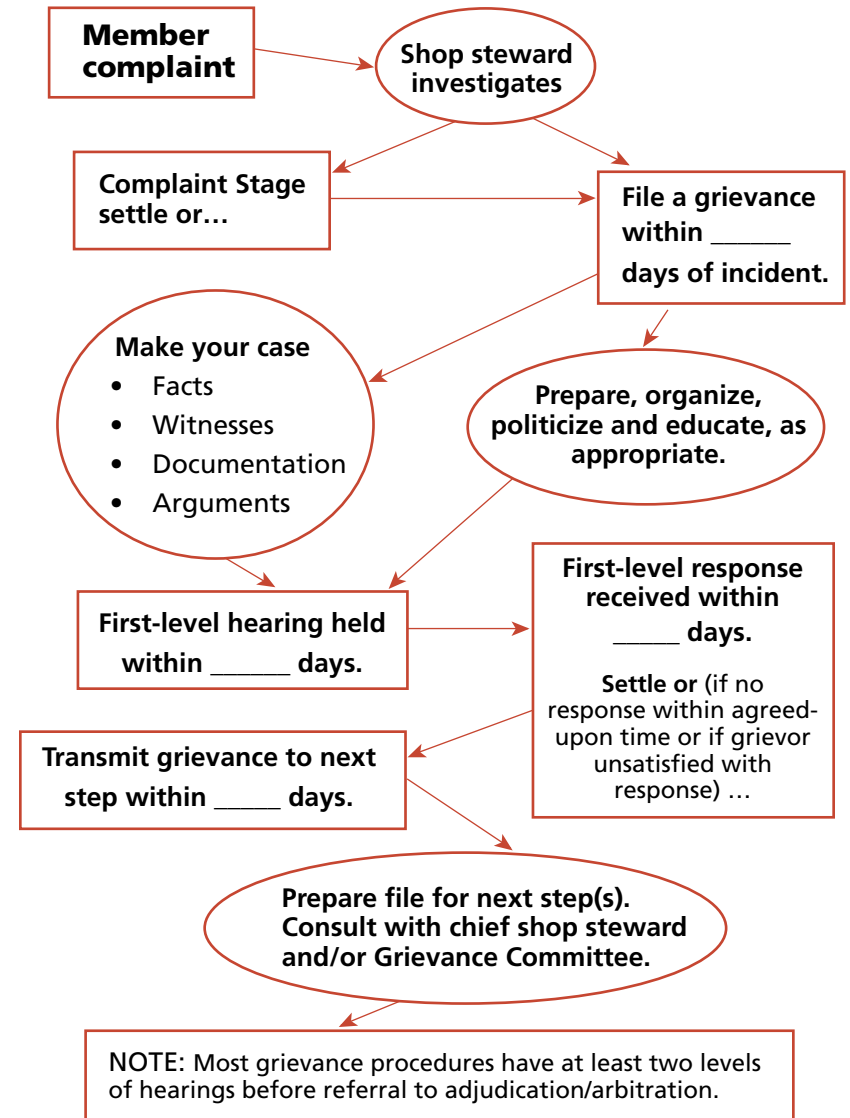 Member
complaint
Shop steward
investigates
Complaint Stage
settle or…
File a grievance
within ______
days of incident.
Make your case
• Facts
• Witnesses
• Documentation
• Arguments
Prepare, organize,
politicize and educate, as
appropriate.
First-level hearing held
within ______ days.
First-level response
received within
_____ days.
Settle or (if no
response within agreed-
upon time or if grievor
unsatisfied with
response) …
Transmit grievance to next
step within _____ days.
Prepare file for next step(s).
Consult with chief shop steward
and/or Grievance Committee.
NOTE: Most grievance procedures have at least two levels
of hearings before referral to adjudication/arbitration.